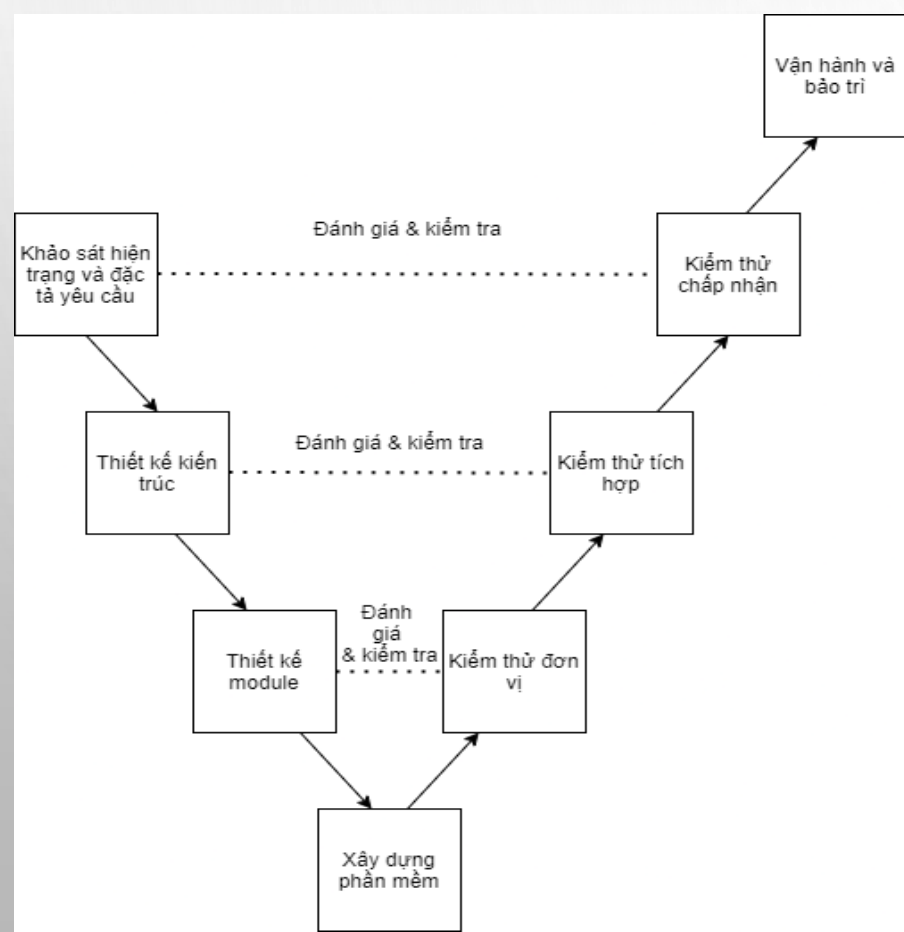 Vận hành và
bảo trì
Đánh giá & kiểm tra
Khảo sát hiện
trạng và đặc
tả yêu cầu
Kiểm thử
chấp nhận
Đánh giá & kiểm tra
Thiết kế kiến
trúc
Kiểm thử tích
hợp
Đánh
giá
& kiểm tra
Thiết kế
module
Kiểm thử đơn
vị
Xây dựng
phần mềm